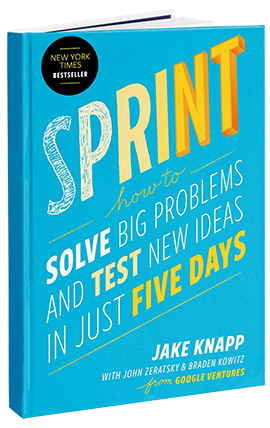 NEW YORK
TIMES
BESTSELLER
SPRINT
how to
SOLVE BIG PROBLEMS
AND TEST NEW IDEAS
IN JUST FIVE DAYS
JAKE KNAPP
WITH JOHN ZERATSKY & BRADEN KOWITZ
from GOOGLE VENTURES